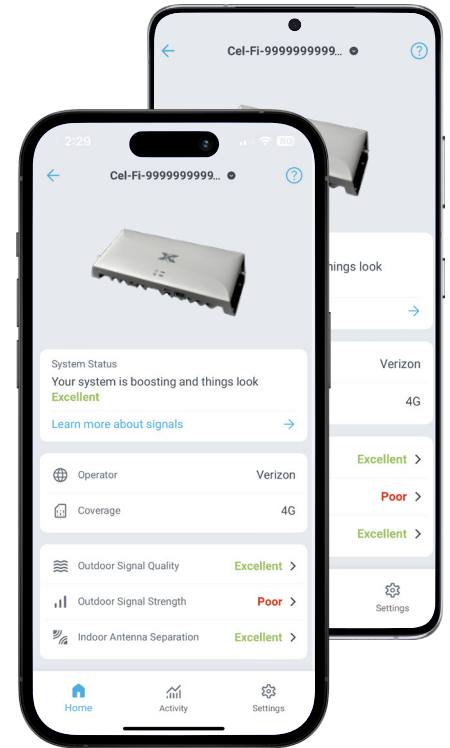 Cel-Fi-9999999999...
2:29
80
Cel-Fi-9999999999...
System Status
Your system is boosting and things look
Excellent
Learn more about signals
Operator
Verizon
Coverage
4G
Outdoor Signal Quality
Excellent
Outdoor Signal Strength
Poor
Indoor Antenna Separation
Excellent
Home
Activity
Settings
things look
Verizon
4G
Excellent
Poor
Excellent
Settings